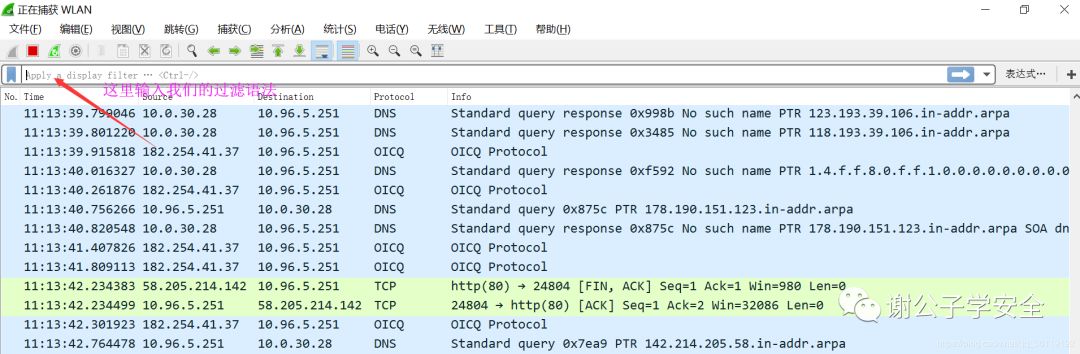 正在捕获 WLAN
文件(F) 编辑(E) 视图(V) 跳转(G) 捕获(C) 分析(A) 统计(S) 电话(Y) 无线(W) 工具(T) 帮助(H)
Apply a display filter … <Ctrl-/> 表达式… +
这里输入我们的过滤语法
No. Time Source Destination Protocol Info
11:13:39.799046 10.0.30.28 10.96.5.251 DNS Standard query response 0x998b No such name PTR 123.193.39.106.in-addr.arpa
11:13:39.801220 10.0.30.28 10.96.5.251 DNS Standard query response 0x3485 No such name PTR 118.193.39.106.in-addr.arpa
11:13:39.915818 182.254.41.37 10.96.5.251 OICQ OICQ Protocol
11:13:40.016327 10.0.30.28 10.96.5.251 DNS Standard query response 0xf592 No such name PTR 1.4.f.f.8.0.f.f.1.0.0.0.0.0.0.0.0.0
11:13:40.261876 182.254.41.37 10.96.5.251 OICQ OICQ Protocol
11:13:40.756266 10.96.5.251 10.0.30.28 DNS Standard query 0x875c PTR 178.190.151.123.in-addr.arpa
11:13:40.820548 10.0.30.28 10.96.5.251 DNS Standard query response 0x875c No such name PTR 178.190.151.123.in-addr.arpa SOA dn
11:13:41.407826 182.254.41.37 10.96.5.251 OICQ OICQ Protocol
11:13:41.809113 182.254.41.37 10.96.5.251 OICQ OICQ Protocol
11:13:42.234383 58.205.214.142 10.96.5.251 TCP http(80) → 24804 [FIN, ACK] Seq=1 Ack=1 Win=980 Len=0
11:13:42.234499 10.96.5.251 58.205.214.142 TCP 24804 → http(80) [ACK] Seq=1 Ack=2 Win=32086 Len=0
11:13:42.301923 182.254.41.37 10.96.5.251 OICQ OICQ Protocol
11:13:42.764478 10.96.5.251 10.0.30.28 DNS Standard query 0x7ea9 PTR 142.214.205.58.in-addr.arpa
谢公子学安全